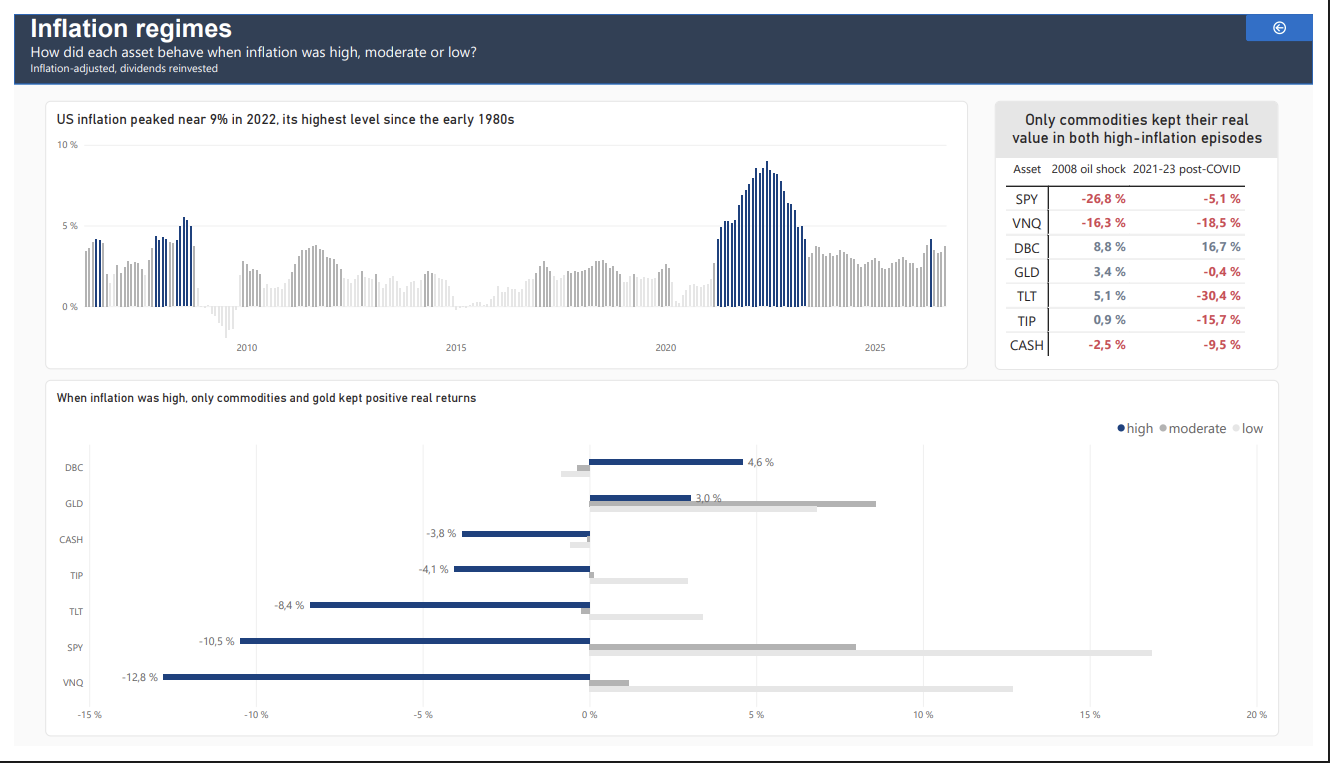 Inflation regimes
How did each asset behave when inflation was high, moderate or low?
Inflation-adjusted, dividends reinvested
US inflation peaked near 9% in 2022, its highest level since the early 1980s
10 %
5 %
0 %
2010 2015 2020 2025
Only commodities kept their real
value in both high-inflation episodes
Asset 2008 oil shock 2021-23 post-COVID
SPY -26,8 % -5,1 %
VNQ -16,3 % -18,5 %
DBC 8,8 % 16,7 %
GLD 3,4 % -0,4 %
TLT 5,1 % -30,4 %
TIP 0,9 % -15,7 %
CASH -2,5 % -9,5 %
When inflation was high, only commodities and gold kept positive real returns
high moderate low
DBC 4,6 %
GLD 3,0 %
CASH -3,8 %
TIP -4,1 %
TLT -8,4 %
SPY -10,5 %
VNQ -12,8 %
-15 % -10 % -5 % 0 % 5 % 10 % 15 % 20 %